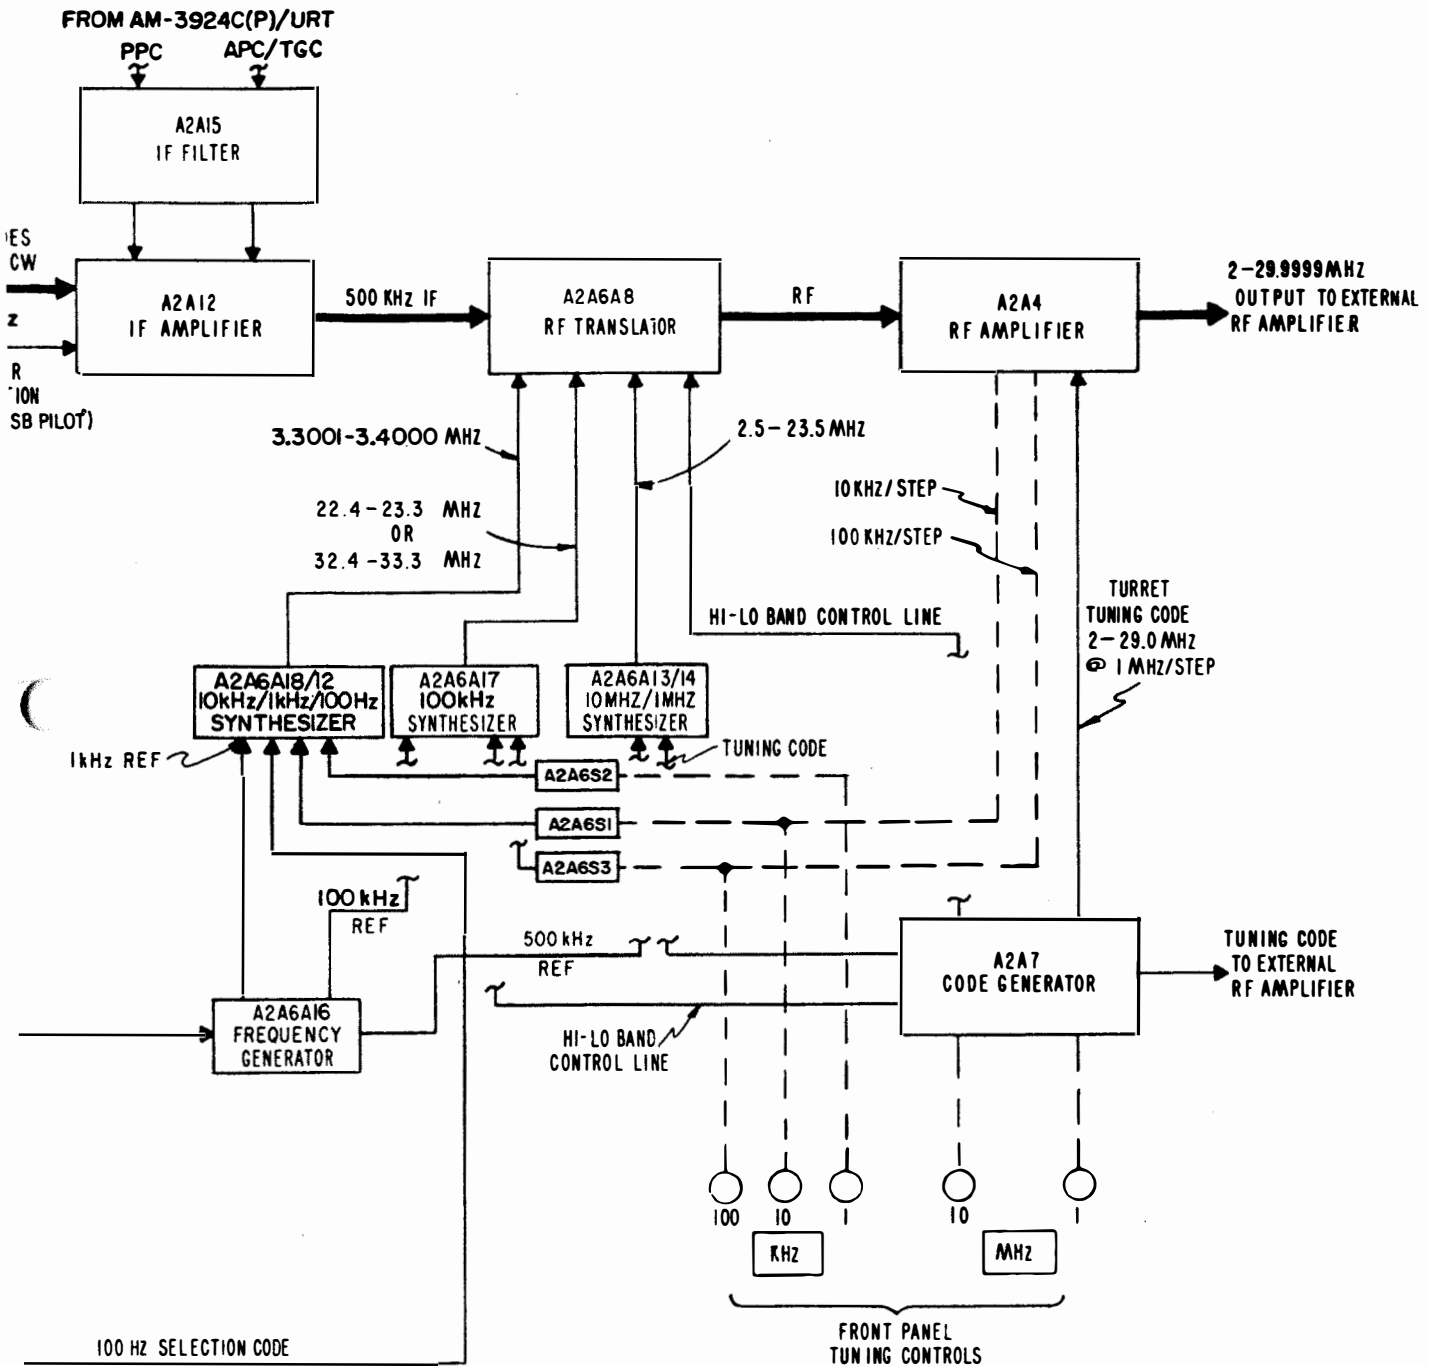 FROM AM-3924C(P)/URT
PPC
APC/TGC
A2A15
IF FILTER
ES
CW
Z
R
TION
SB PILOT)
A2A12
IF AMPLIFIER
500 KHz IF
A2A6A8
RF TRANSLATOR
RF
A2A4
RF AMPLIFIER
2-29.9999MHz
OUTPUT TO EXTERNAL
RF AMPLIFIER
3.3001-3.4000 MHz
2.5-23.5 MHz
22.4-23.3 MHz
OR
32.4-33.3 MHz
10KHz/STEP
100 KHz/STEP
HI-LO BAND CONTROL LINE
TURRET
TUNING CODE
2-29.0 MHz
@ 1 MHz/STEP
A2A6A18/12
10kHz/1kHz/100Hz
SYNTHESIZER
A2A6A17
100kHz
SYNTHESIZER
A2A6A13/14
10MHZ/1MHZ
SYNTHESIZER
1kHz REF
TUNING CODE
A2A6S2
A2A6S1
A2A6S3
100kHz
REF
500kHz
REF
A2A7
CODE GENERATOR
TUNING CODE
TO EXTERNAL
RF AMPLIFIER
A2A6A16
FREQUENCY
GENERATOR
HI-LO BAND
CONTROL LINE
100
10
1
10
1
KHz
MHz
FRONT PANEL
TUNING CONTROLS
100 Hz SELECTION CODE